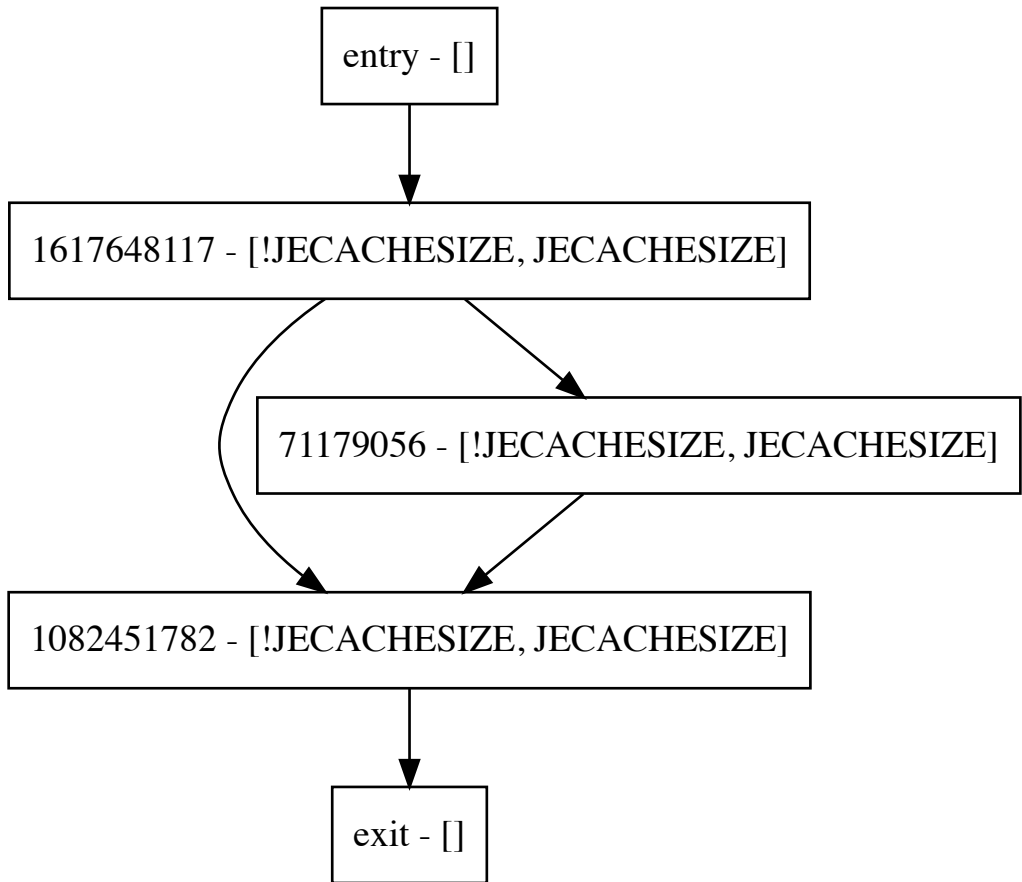 entry - []
1617648117 - [!JECACHESIZE, JECACHESIZE]
71179056 - [!JECACHESIZE, JECACHESIZE]
1082451782 - [!JECACHESIZE, JECACHESIZE]
exit - []